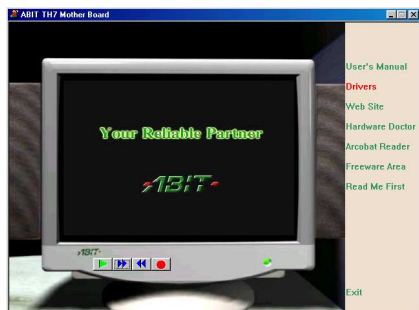 ABIT TH7 Mother Board
User's Manual
Drivers
Web Site
Hardware Doctor
Arcobat Reader
Freeware Area
Read Me First
Exit
Your Reliable Partner
ABIT
ABIT